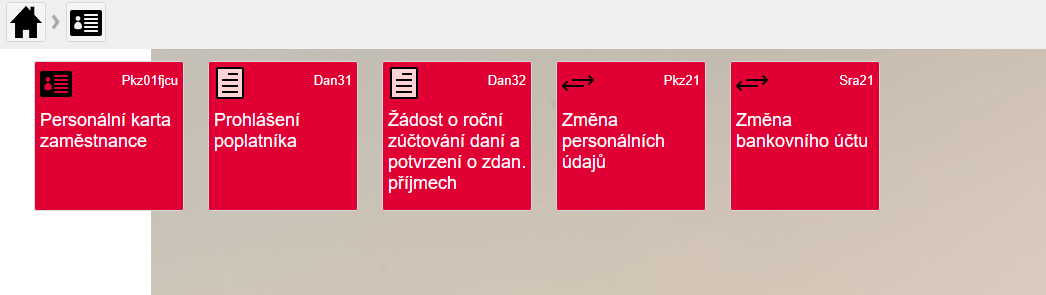 Pkz01fjcu
Personální karta
zaměstnance
Dan31
Prohlášení
poplatníka
Dan32
Žádost o roční
zúčtování daní a
potvrzení o zdan.
příjmech
Pkz21
Změna
personálních
údajů
Sra21
Změna
bankovního účtu